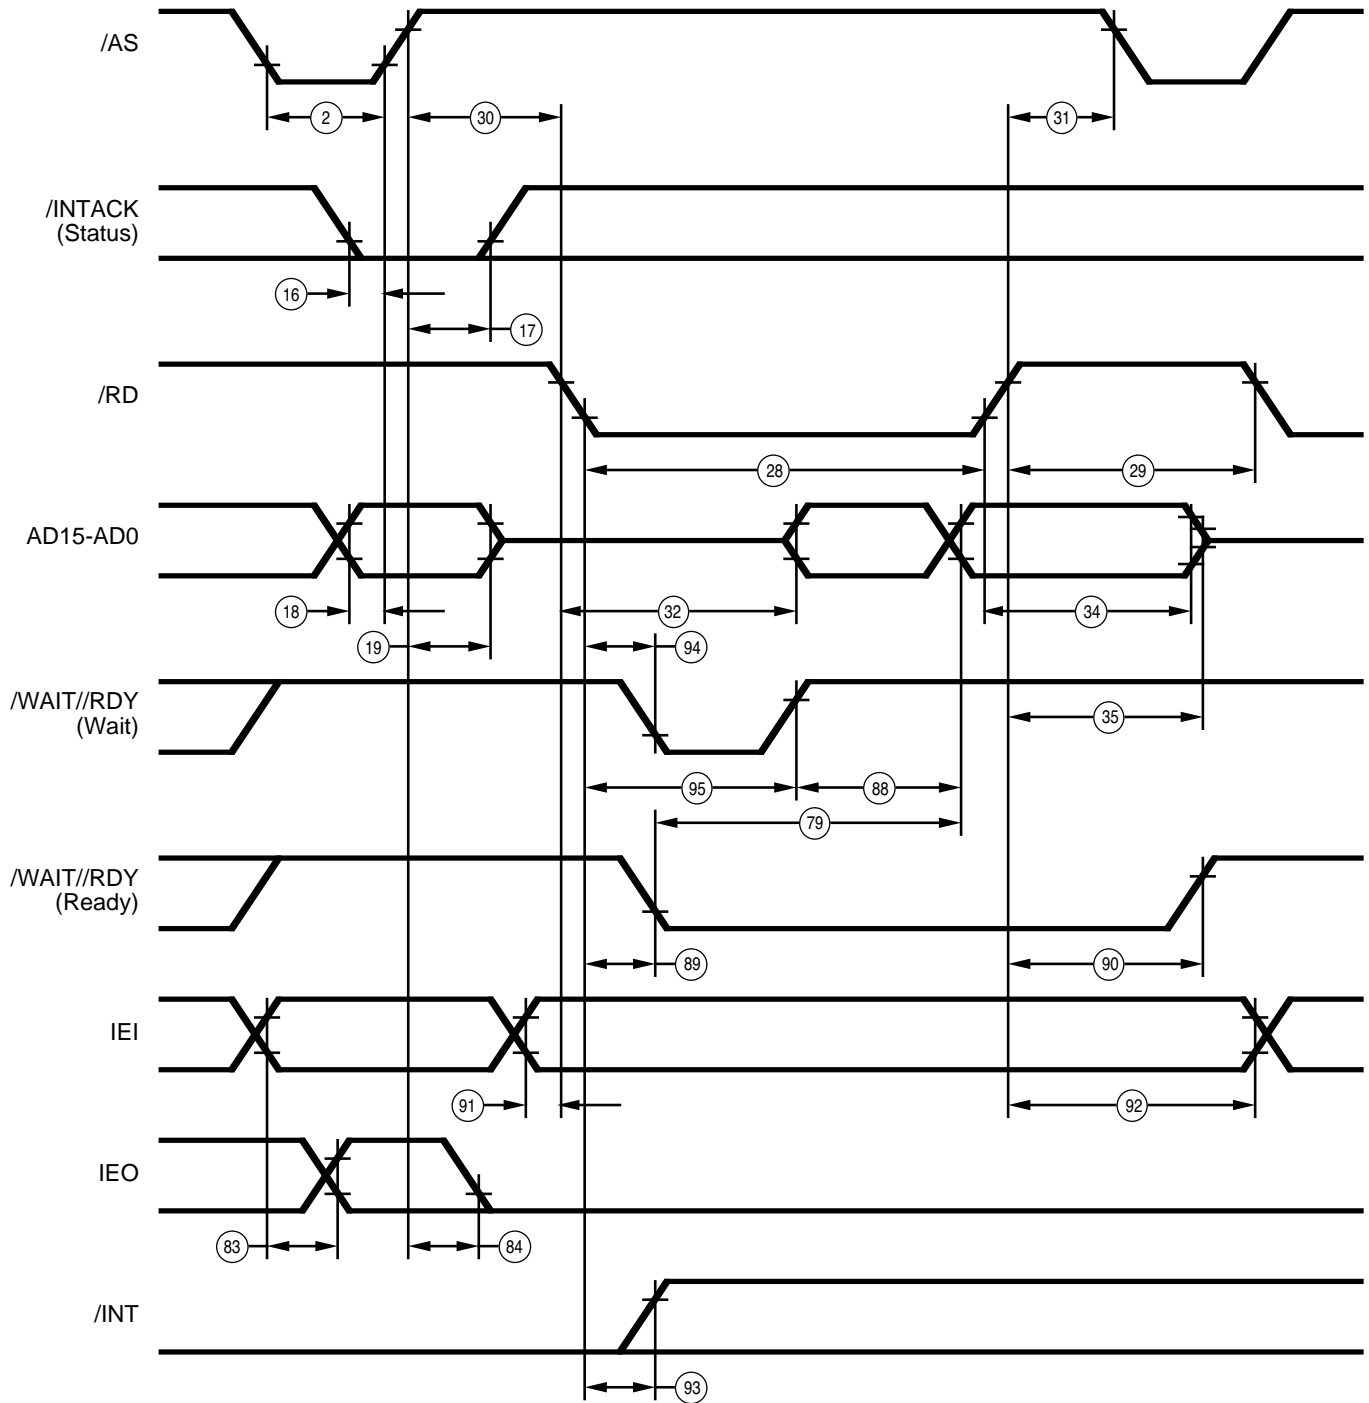 /AS
2
30
31
/INTACK
(Status)
16
17
/RD
28
29
AD15-AD0
18
32
34
19
94
/WAIT//RDY
(Wait)
35
95
88
79
/WAIT//RDY
(Ready)
89
90
IEI
91
92
IEO
83
84
/INT
93